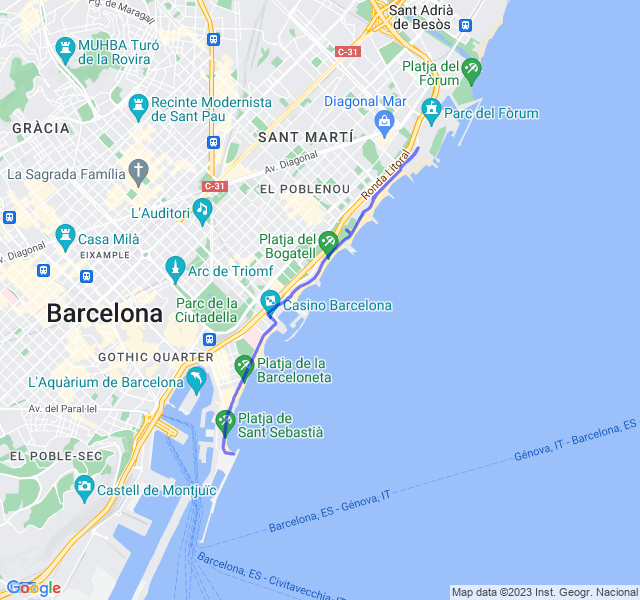 Pg. de Maragall
Sant Adrià
de Besòs
MUHBA Turó
de la Rovira
C-31
Platja del
Fòrum
Recinte Modernista
de Sant Pau
Diagonal Mar
Parc del Fòrum
GRÀCIA
SANT MARTÍ
Av. Diagonal
Ronda Litoral
La Sagrada Família
C-31
EL POBLENOU
L'Auditori
Casa Milà
EIXAMPLE
Platja del
Bogatell
Av. Diagonal
Arc de Triomf
Barcelona
Parc de la
Ciutadella
Casino Barcelona
GOTHIC QUARTER
Platja de la
Barceloneta
L'Aquàrium de Barcelona
Av. del Paral·lel
Platja de
Sant Sebastià
EL POBLE-SEC
Castell de Montjuïc
Génova, IT - Barcelona, ES
Barcelona, ES - Génova, IT
Barcelona, ES - Civitavecchia, IT
Google
Map data ©2023 Inst. Geogr. Nacional